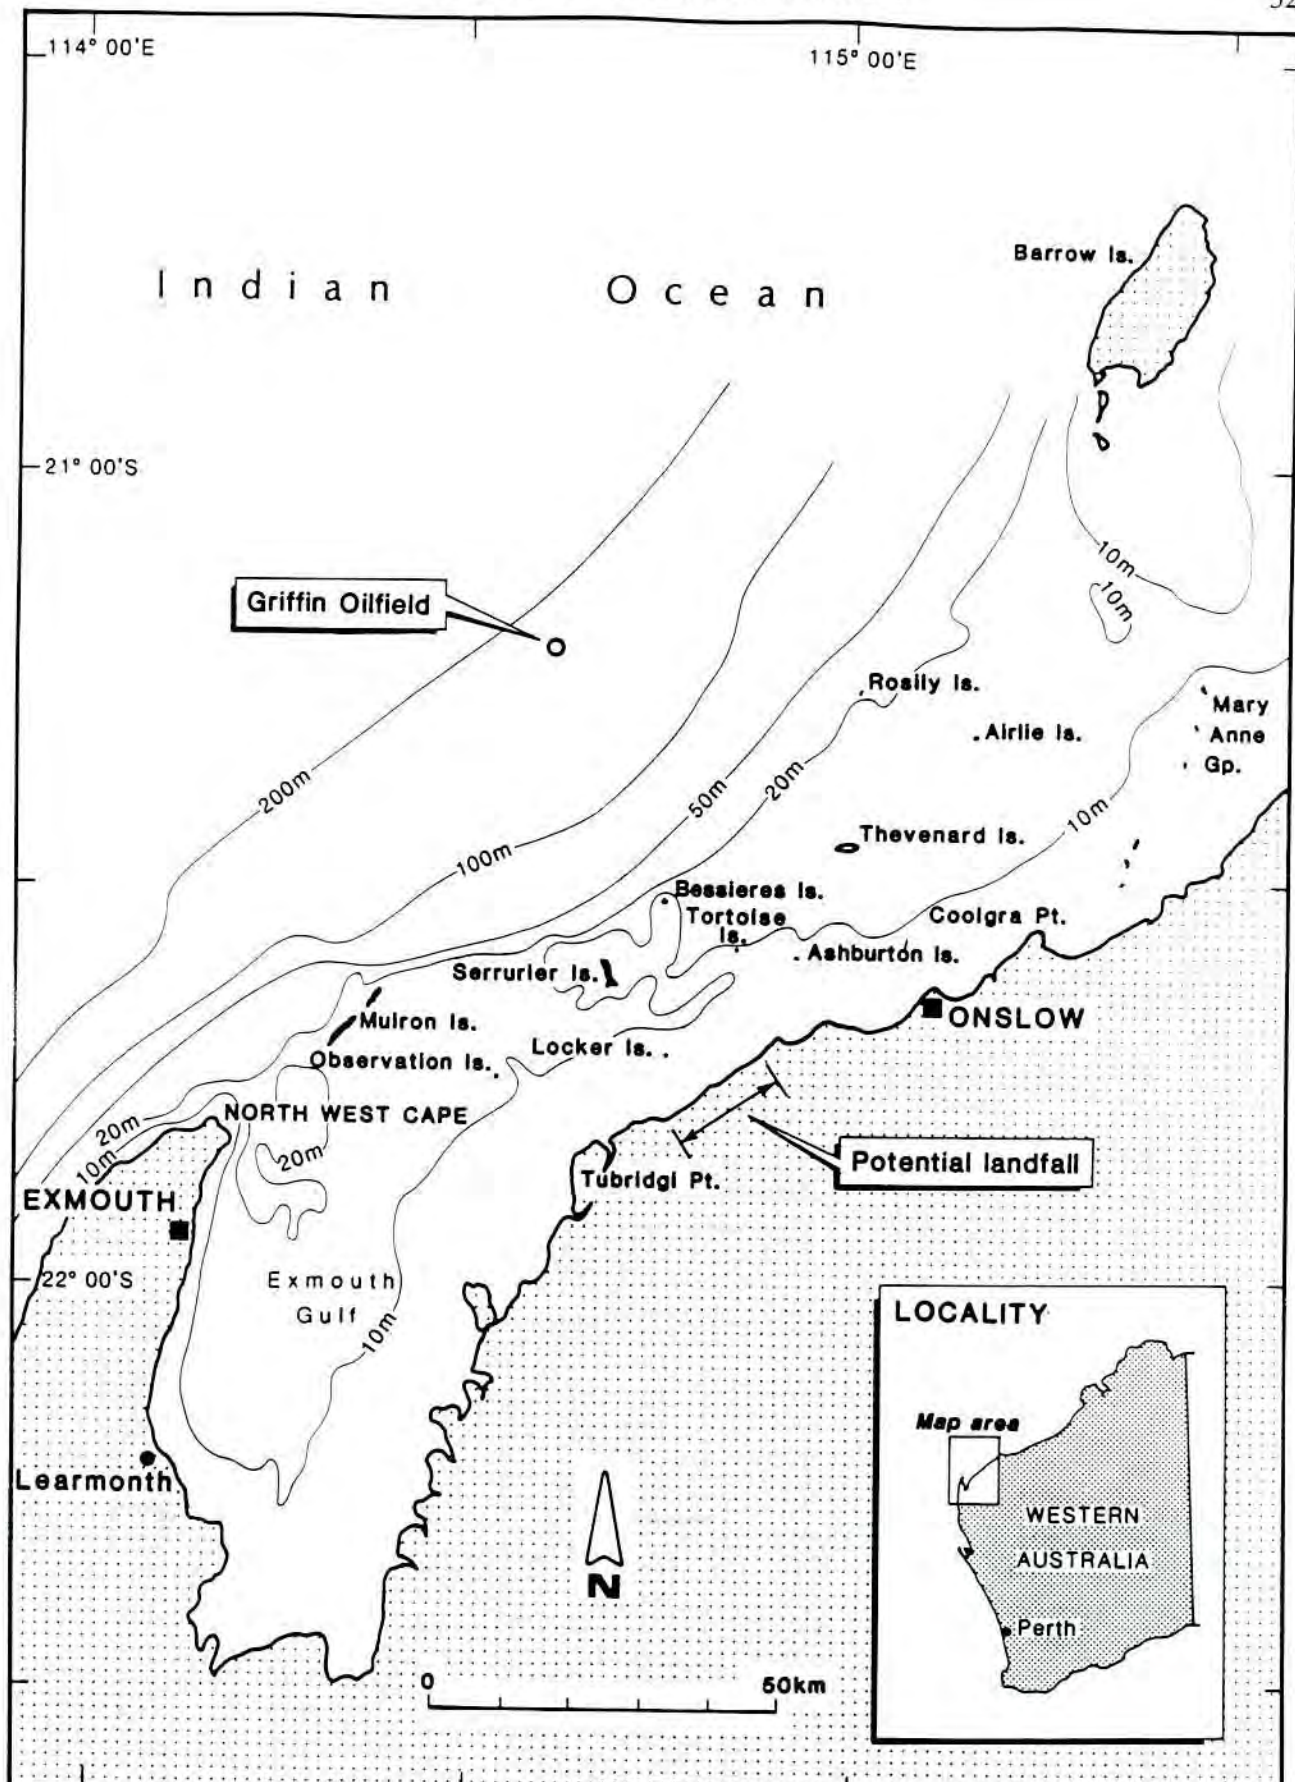 114° 00'E
115° 00'E
Barrow Is.
Indian Ocean
21° 00'S
10m
10m
Griffin Oilfield
Rosily Is.
Mary
Anne
Gp.
Airlie Is.
200m
50m
20m
10m
Thevenard Is.
100m
Bessieres Is.
Tortoise
Is.
Coolgra Pt.
Ashburton Is.
Serrurier Is.
Muiron Is.
ONSLOW
Locker Is.
Observation Is.
NORTH WEST CAPE
20m
10m
20m
Potential landfall
Tubridgi Pt.
EXMOUTH
22° 00'S
Exmouth
Gulf
10m
LOCALITY
Map area
Learmonth
WESTERN
AUSTRALIA
N
Perth
0 50km